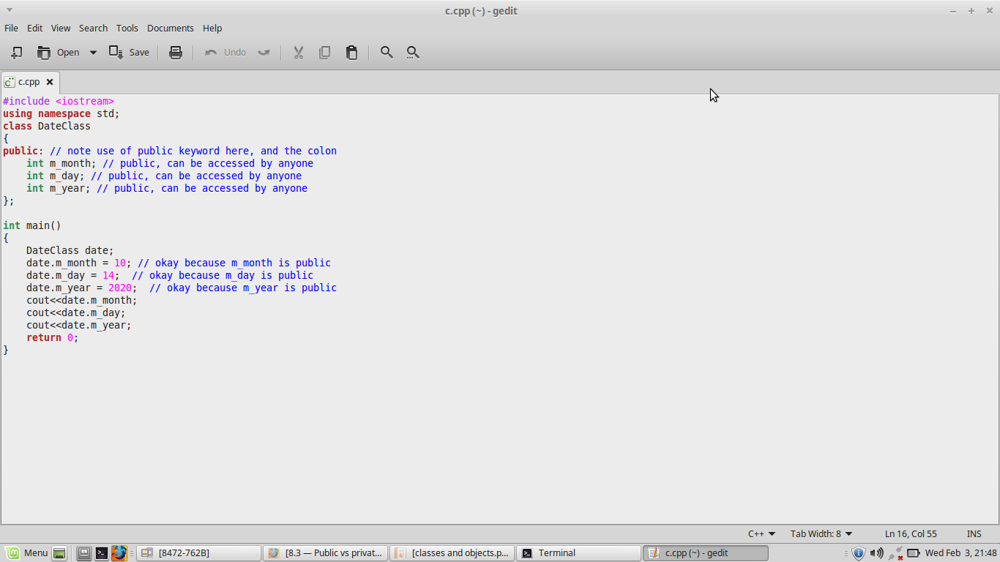 c.cpp (~) - gedit
File Edit View Search Tools Documents Help
Open Save Undo
c.cpp
#include <iostream>
using namespace std;
class DateClass
{
public: // note use of public keyword here, and the colon
    int m_month; // public, can be accessed by anyone
    int m_day; // public, can be accessed by anyone
    int m_year; // public, can be accessed by anyone
};

int main()
{
    DateClass date;
    date.m_month = 10; // okay because m_month is public
    date.m_day = 14;  // okay because m_day is public
    date.m_year = 2020;  // okay because m_year is public
    cout<<date.m_month;
    cout<<date.m_day;
    cout<<date.m_year;
    return 0;
}
C++ Tab Width: 8 Ln 16, Col 55 INS
Menu [8472-762B] [8.3 — Public vs privat... [classes and objects.p... Terminal c.cpp (~) - gedit Wed Feb 3, 21:48